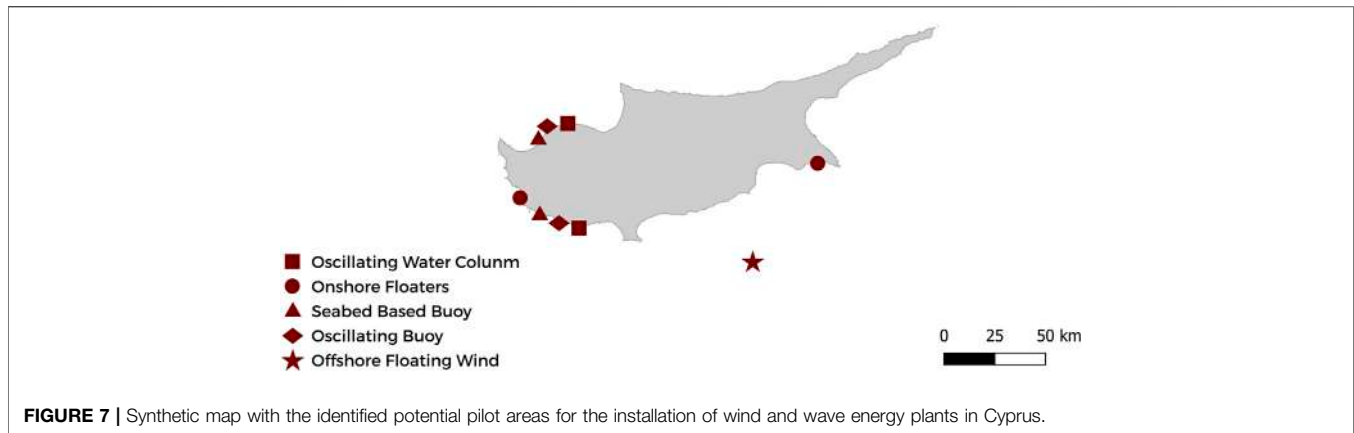 Oscillating Water Colunm
Onshore Floaters
Seabed Based Buoy
Oscillating Buoy
Offshore Floating Wind
0 25 50 km
FIGURE 7 | Synthetic map with the identified potential pilot areas for the installation of wind and wave energy plants in Cyprus.